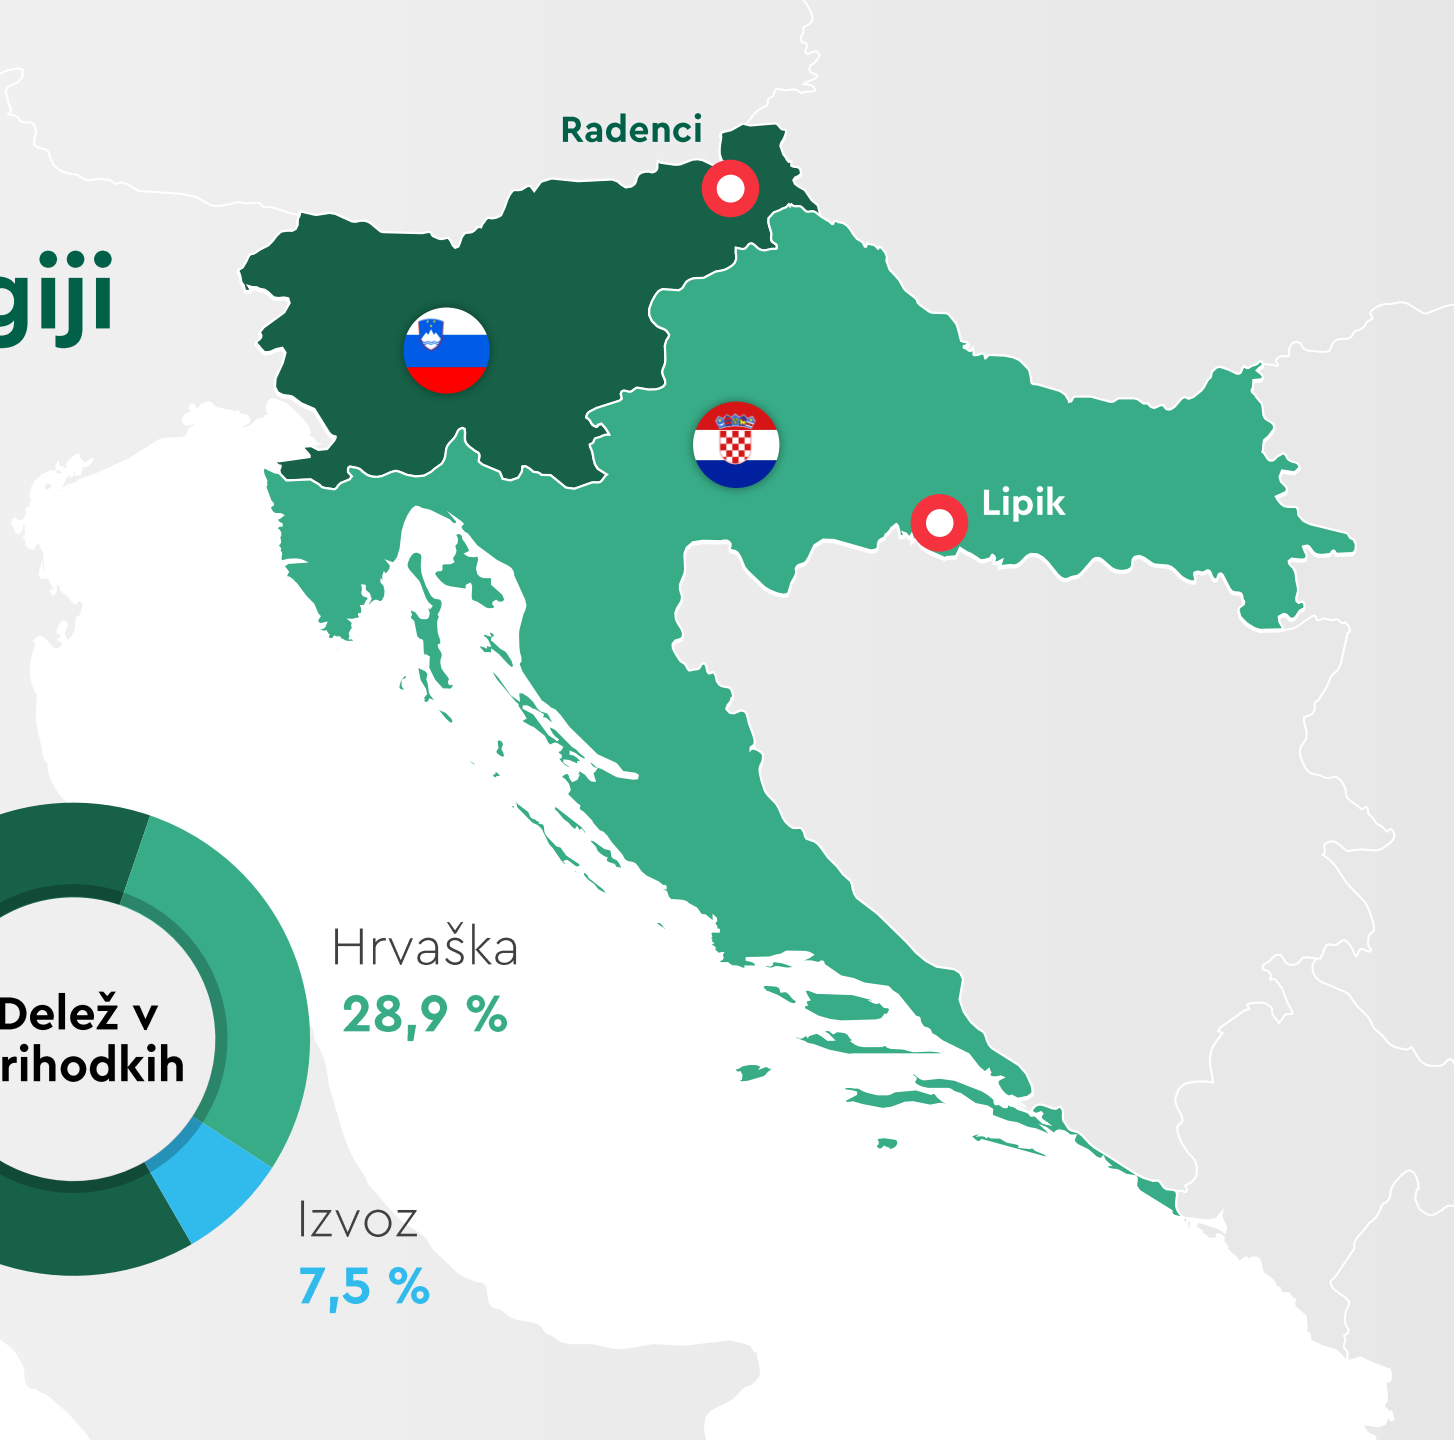 Radenci
giji
Lipik
Hrvaška
28,9 %
Delež v
rihodkih
Izvoz
7,5 %